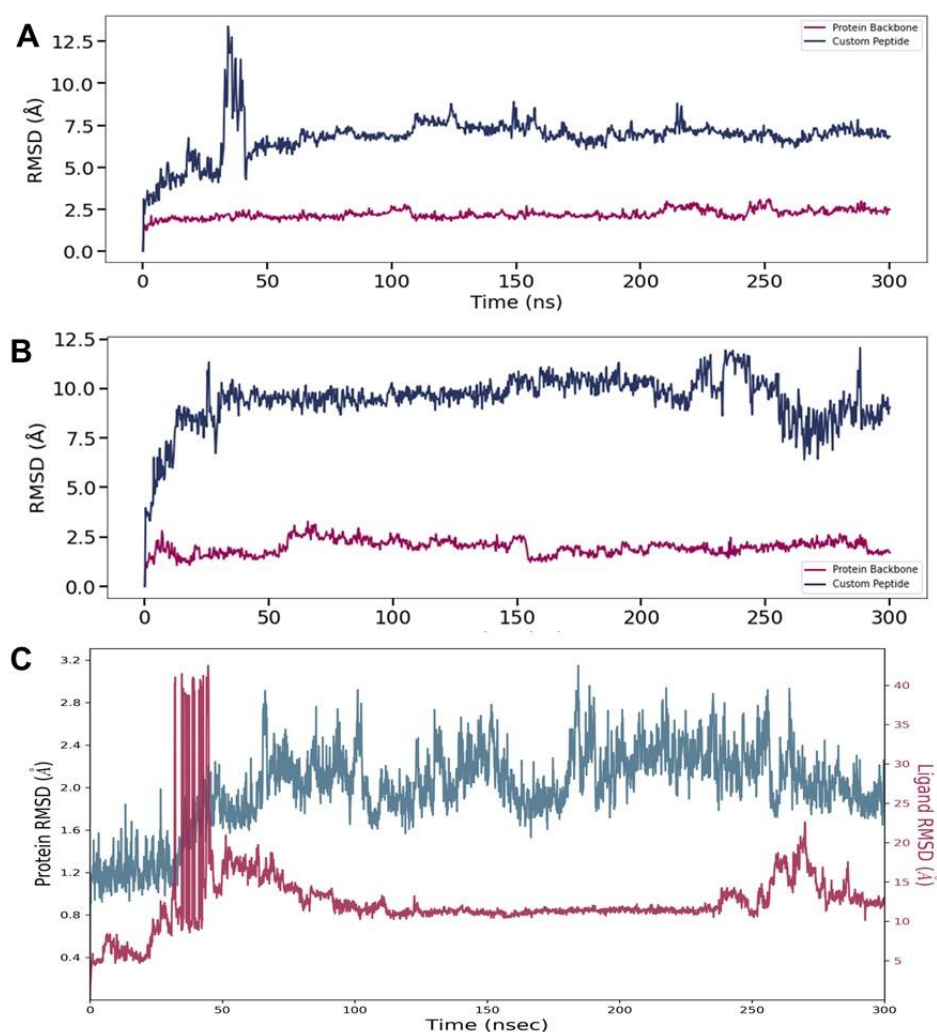 A
RMSD (Å)
12.5
10.0
7.5
5.0
2.5
0.0
Protein Backbone
Custom Peptide
0 50 100 150 200 250 300
Time (ns)
B
RMSD (Å)
12.5
10.0
7.5
5.0
2.5
0.0
Protein Backbone
Custom Peptide
0 50 100 150 200 250 300
C
Protein RMSD (Å)
3.2
2.8
2.4
2.0
1.6
1.2
0.8
0.4
40
35
30
25
20
15
10
5
Ligand RMSD (Å)
0 50 100 150 200 250 300
Time (nsec)